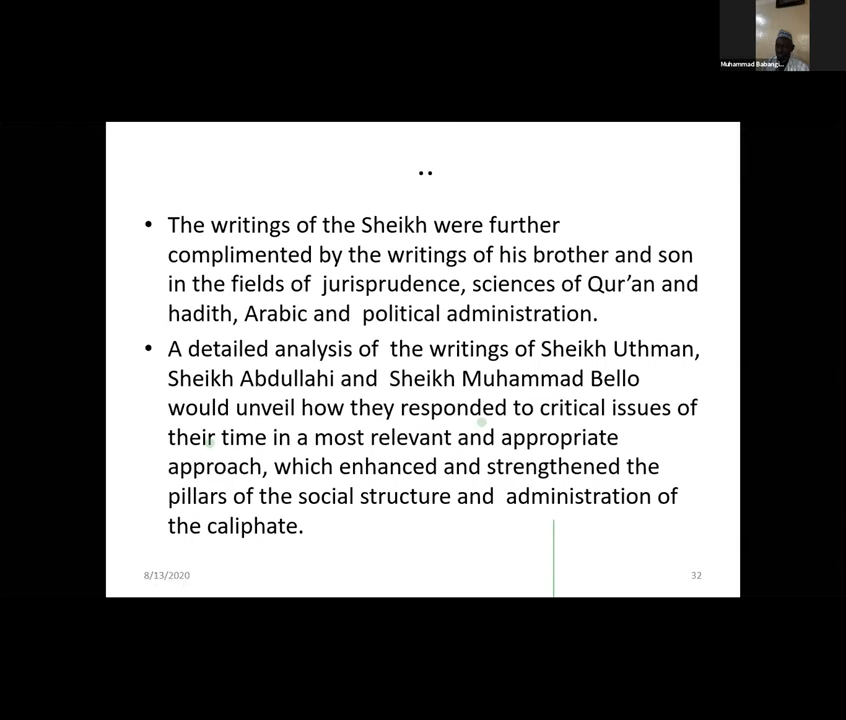 Muhammad Babangi...
..
• The writings of the Sheikh were further
complimented by the writings of his brother and son
in the fields of  jurisprudence, sciences of Qur’an and
hadith, Arabic and  political administration.
• A detailed analysis of  the writings of Sheikh Uthman,
Sheikh Abdullahi and  Sheikh Muhammad Bello
would unveil how they responded to critical issues of
their time in a most relevant and appropriate
approach, which enhanced and strengthened the
pillars of the social structure and  administration of
the caliphate.
8/13/2020
32